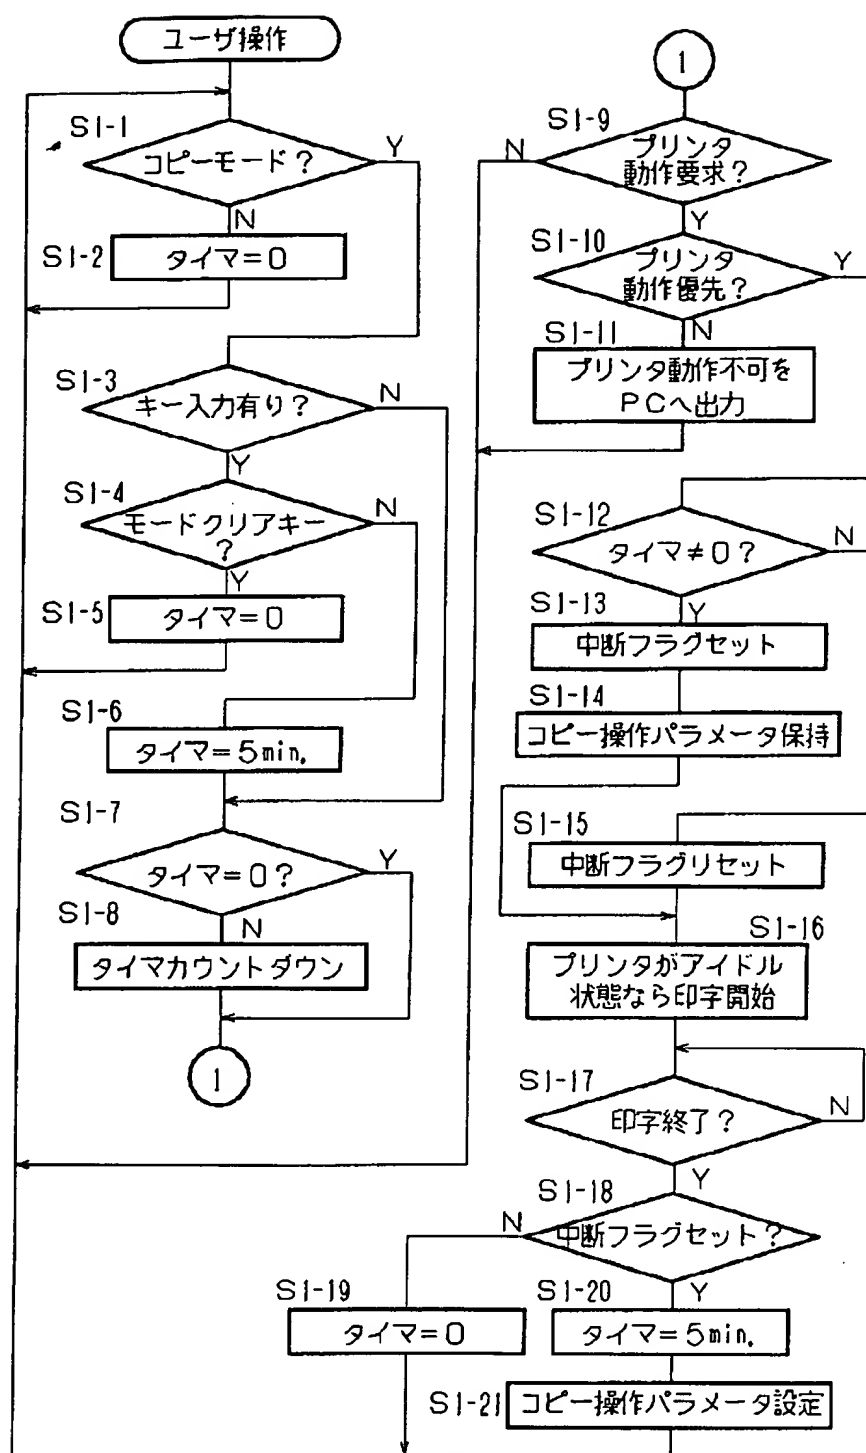 ユーザ操作
S1-1
コピーモード?
Y
N
S1-2
タイマ=0
S1-3
キー入力有り?
N
Y
S1-4
モードクリアキー
?
N
Y
S1-5
タイマ=0
S1-6
タイマ=5min.
S1-7
タイマ=0?
Y
S1-8
N
タイマカウントダウン
1
1
S1-9
プリンタ
動作要求?
N
Y
S1-10
プリンタ
動作優先?
Y
N
S1-11
プリンタ動作不可を
PCへ出力
S1-12
タイマ≠0?
N
S1-13
Y
中断フラグセット
S1-14
コピー操作パラメータ保持
S1-15
中断フラグリセット
S1-16
プリンタがアイドル
状態なら印字開始
S1-17
印字終了?
N
Y
S1-18
中断フラグセット?
N
Y
S1-19
タイマ=0
S1-20
タイマ=5min.
S1-21
コピー操作パラメータ設定